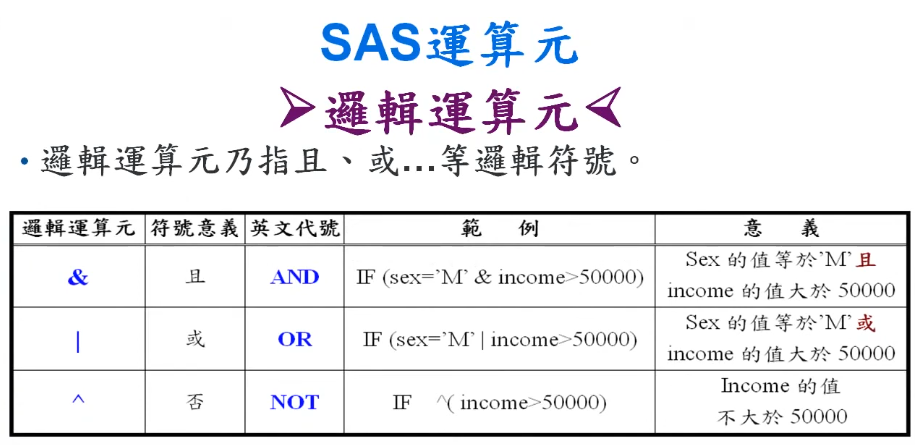 SAS運算元
➢邏輯運算元
• 邏輯運算元乃指且、或…等邏輯符號。
邏輯運算元 符號意義 英文代號 範 例 意 義
& 且 AND IF (sex='M' & income>50000) Sex 的值等於'M'且
income 的值大於 50000
| 或 OR IF (sex='M' | income>50000) Sex 的值等於'M'或
income 的值大於 50000
^ 否 NOT IF ^( income>50000) Income 的值
不大於 50000